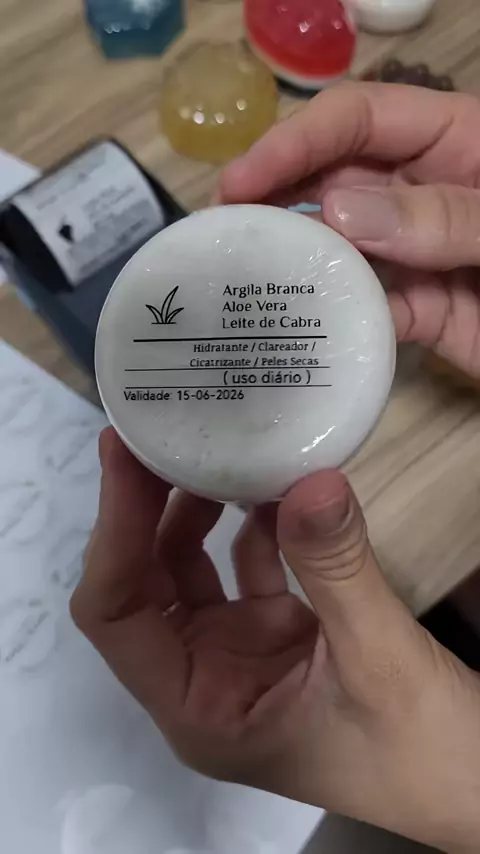 Argila Branca
Aloe Vera
Leite de Cabra
Hidratante / Clareador /
Cicatrizante / Peles Secas
( uso diário )
Validade: 15-06-2026